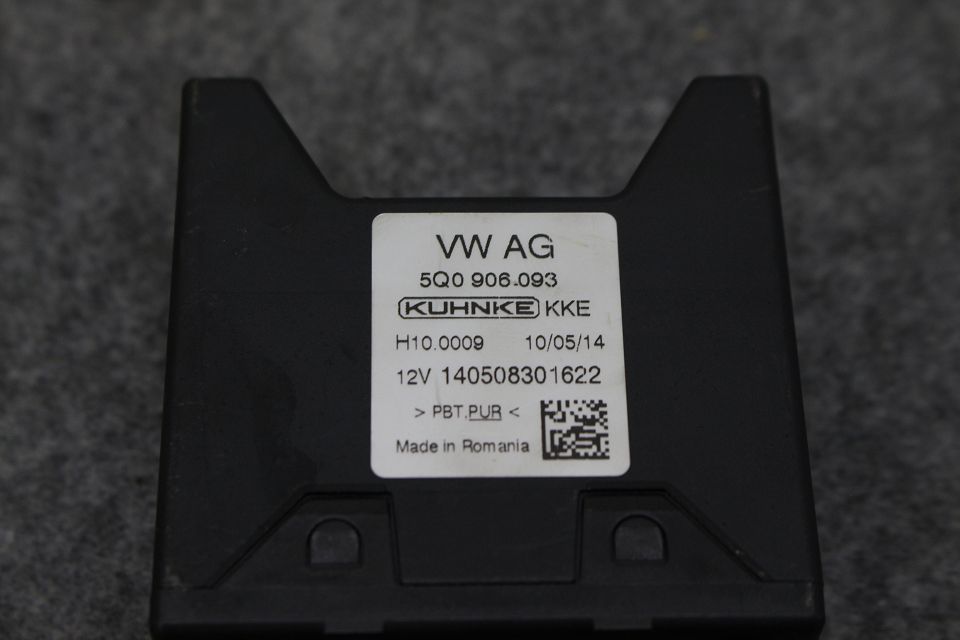 VW AG
5Q0 906.093
KUHNKE KKE
H10.0009 10/05/14
12V 140508301622
> PBT.PUR <
Made in Romania